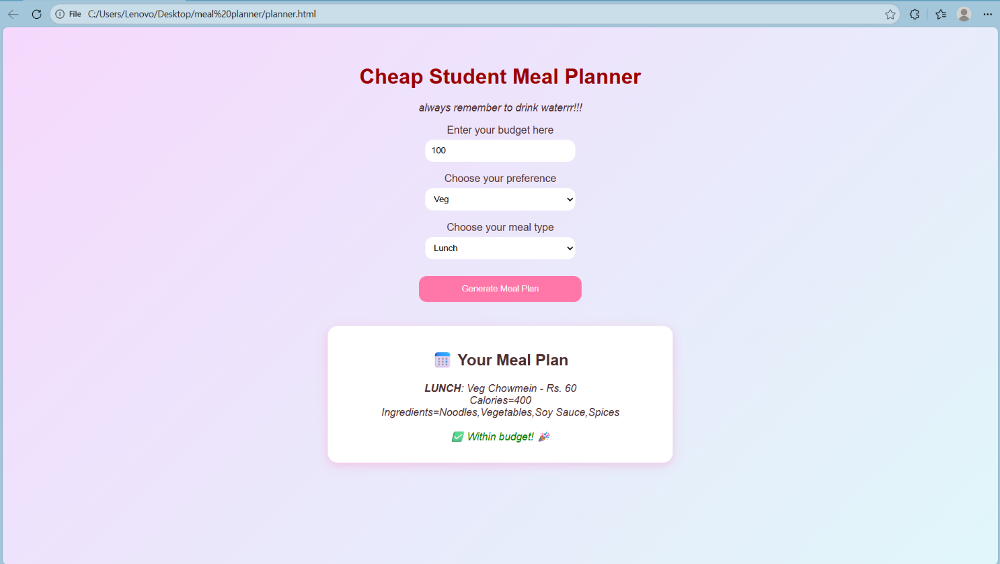 File C:/Users/Lenovo/Desktop/meal%20planner/planner.html
Cheap Student Meal Planner
always remember to drink waterrr!!!
Enter your budget here
100
Choose your preference
Veg
Choose your meal type
Lunch
Generate Meal Plan
Your Meal Plan
LUNCH: Veg Chowmein - Rs. 60
Calories=400
Ingredients=Noodles,Vegetables,Soy Sauce,Spices
✅ Within budget! 🎉